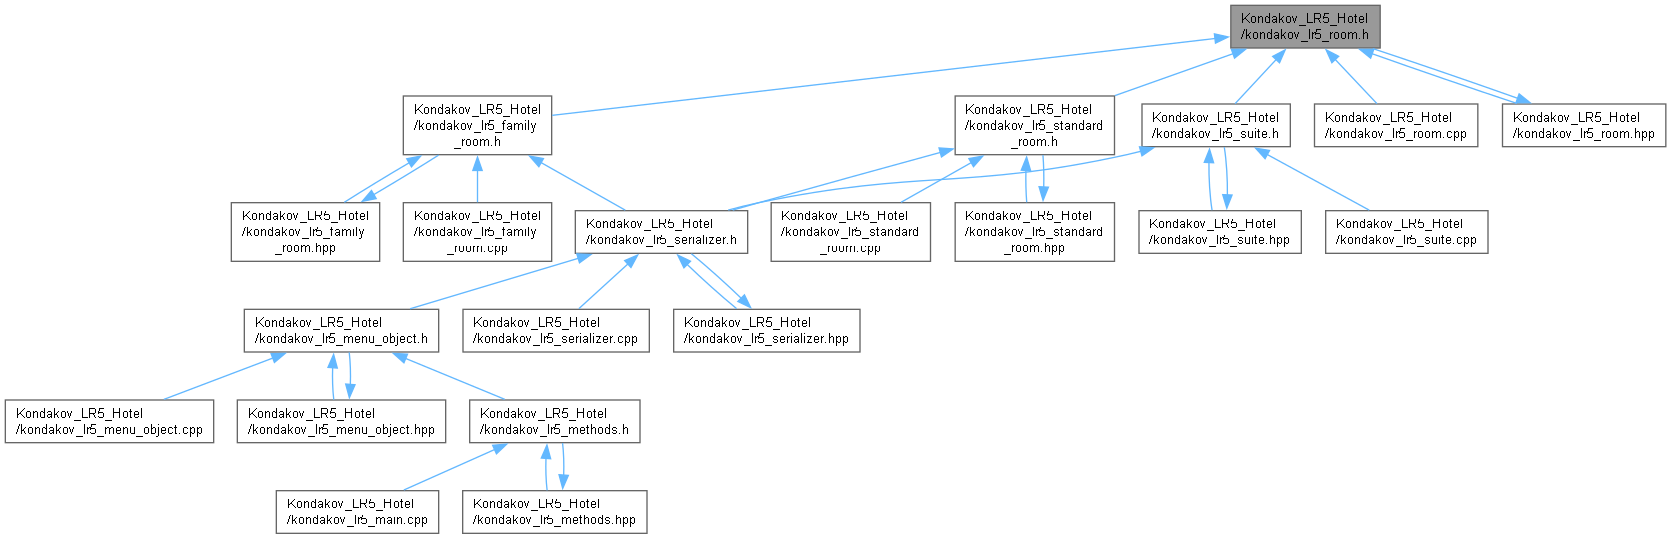 Kondakov_LR5_Hotel
/kondakov_lr5_room.h
Kondakov_LR5_Hotel
/kondakov_lr5_family
_room.h
Kondakov_LR5_Hotel
/kondakov_lr5_standard
_room.h
Kondakov_LR5_Hotel
/kondakov_lr5_suite.h
Kondakov_LR5_Hotel
/kondakov_lr5_room.cpp
Kondakov_LR5_Hotel
/kondakov_lr5_room.hpp
Kondakov_LR5_Hotel
/kondakov_lr5_family
_room.hpp
Kondakov_LR5_Hotel
/kondakov_lr5_family
_room.cpp
Kondakov_LR5_Hotel
/kondakov_lr5_serializer.h
Kondakov_LR5_Hotel
/kondakov_lr5_standard
_room.cpp
Kondakov_LR5_Hotel
/kondakov_lr5_standard
_room.hpp
Kondakov_LR5_Hotel
/kondakov_lr5_suite.hpp
Kondakov_LR5_Hotel
/kondakov_lr5_suite.cpp
Kondakov_LR5_Hotel
/kondakov_lr5_menu_object.h
Kondakov_LR5_Hotel
/kondakov_lr5_serializer.cpp
Kondakov_LR5_Hotel
/kondakov_lr5_serializer.hpp
Kondakov_LR5_Hotel
/kondakov_lr5_menu_object.cpp
Kondakov_LR5_Hotel
/kondakov_lr5_menu_object.hpp
Kondakov_LR5_Hotel
/kondakov_lr5_methods.h
Kondakov_LR5_Hotel
/kondakov_lr5_main.cpp
Kondakov_LR5_Hotel
/kondakov_lr5_methods.hpp